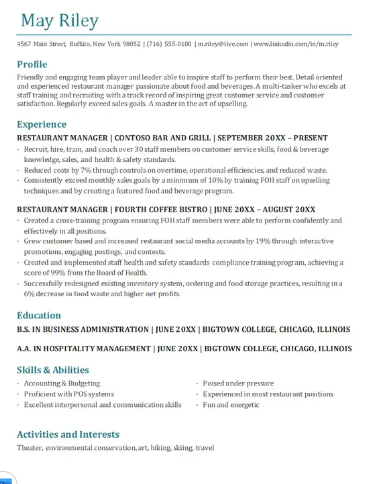 May Riley
4567 Main Street, Buffalo, New York 98052 | (716) 555-0100 | m.riley@live.com | www.linkedin.com/in/m.riley
Profile
Friendly and engaging team player and leader able to inspire staff to perform their best. Detail oriented
and experienced restaurant manager passionate about food and beverages. A multi-tasker who excels at
staff training and recruiting with a track record of inspiring great customer service and customer
satisfaction. Regularly exceed sales goals. A master in the art of upselling.
Experience
RESTAURANT MANAGER | CONTOSO BAR AND GRILL | SEPTEMBER 20XX – PRESENT
· Recruit, hire, train, and coach over 30 staff members on customer service skills, food & beverage
knowledge, sales, and health & safety standards.
· Reduced costs by 7% through controls on overtime, operational efficiencies, and reduced waste.
· Consistently exceed monthly sales goals by a minimum of 10% by training FOH staff on upselling
techniques and by creating a featured food and beverage program.
RESTAURANT MANAGER | FOURTH COFFEE BISTRO | JUNE 20XX – AUGUST 20XX
· Created a cross-training program ensuring FOH staff members were able to perform confidently and
effectively in all positions.
· Grew customer based and increased restaurant social media accounts by 19% through interactive
promotions, engaging postings, and contests.
· Created and implemented staff health and safety standards compliance training program, achieving a
score of 99% from the Board of Health.
· Successfully redesigned existing inventory system, ordering and food storage practices, resulting in a
6% decrease in food waste and higher net profits.
Education
B.S. IN BUSINESS ADMINISTRATION | JUNE 20XX | BIGTOWN COLLEGE, CHICAGO, ILLINOIS
A.A. IN HOSPITALITY MANAGEMENT | JUNE 20XX | BIGTOWN COLLEGE, CHICAGO, ILLINOIS
Skills & Abilities
· Accounting & Budgeting
· Proficient with POS systems
· Excellent interpersonal and communication skills
· Poised under pressure
· Experienced in most restaurant positions
· Fun and energetic
Activities and Interests
Theater, environmental conservation, art, hiking, skiing, travel